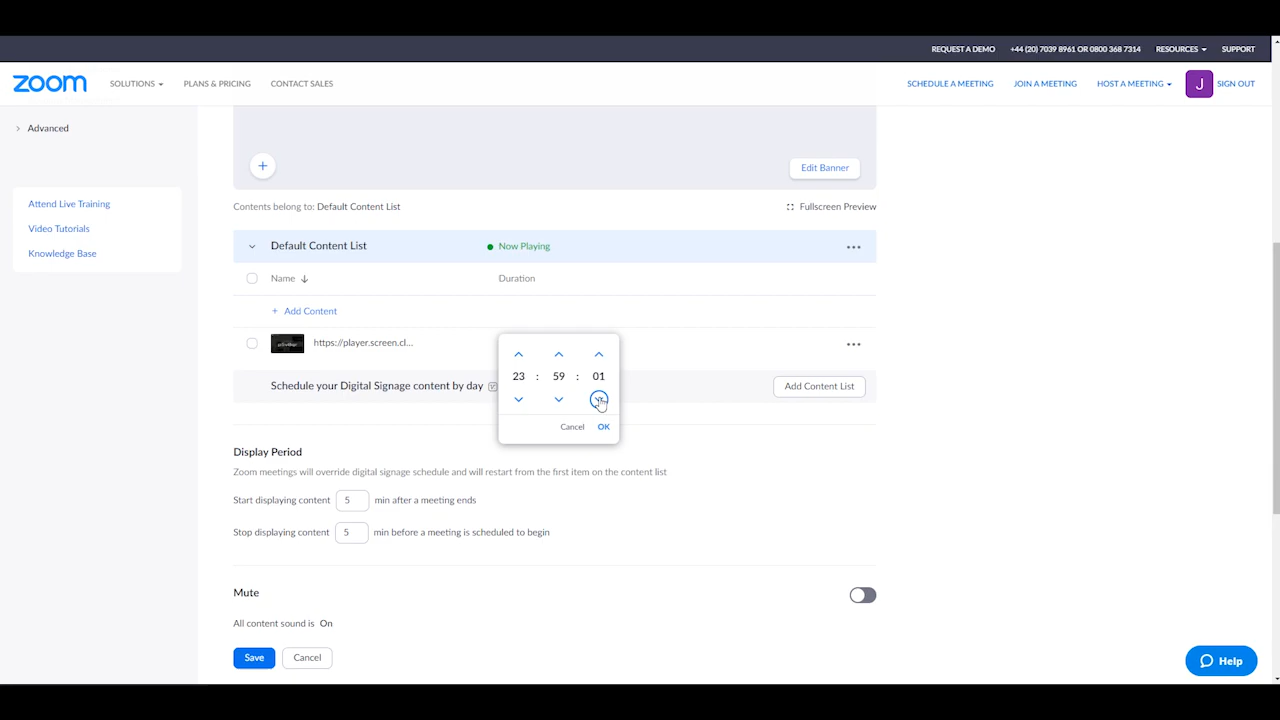 REQUEST A DEMO +44 (20) 7039 8961 OR 0800 368 7314 RESOURCES SUPPORT
zoom SOLUTIONS PLANS & PRICING CONTACT SALES SCHEDULE A MEETING JOIN A MEETING HOST A MEETING J SIGN OUT
Advanced
+ Edit Banner
Attend Live Training
Contents belong to: Default Content List Fullscreen Preview
Video Tutorials
Default Content List Now Playing
Knowledge Base
Name Duration
+ Add Content
https://player.screen.cl...
23 : 59 : 01
Schedule your Digital Signage content by day Add Content List
Cancel OK
Display Period
Zoom meetings will override digital signage schedule and will restart from the first item on the content list
Start displaying content 5 min after a meeting ends
Stop displaying content 5 min before a meeting is scheduled to begin
Mute
All content sound is On
Save Cancel
Help